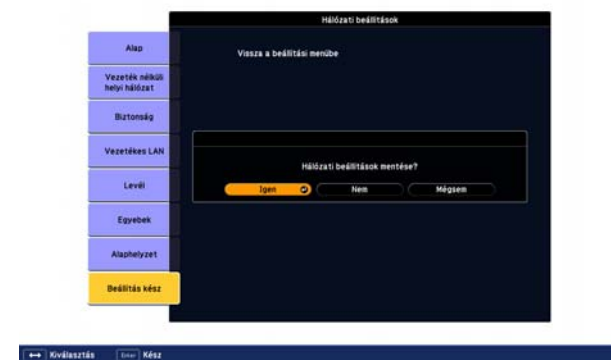 Hálózati beállítások
Alap
Vissza a beállítási menübe
Vezeték nélküli
helyi hálózat
Biztonság
Vezetékes LAN
Hálózati beállítások mentése?
Levél
Igen
Nem
Mégsem
Egyebek
Alaphelyzet
Beállítás kész
Kiválasztás
Enter
Kész